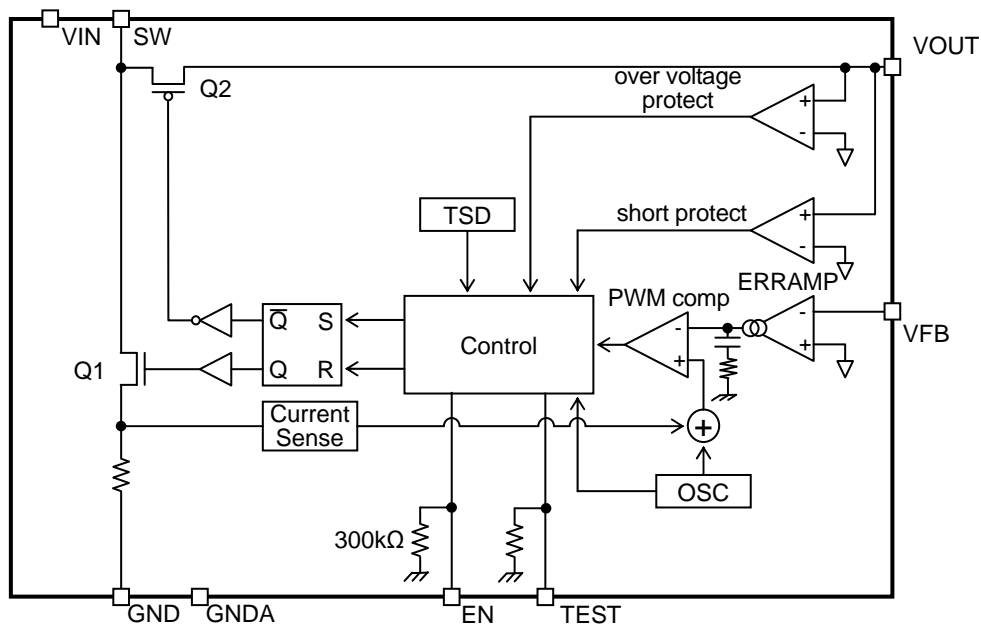 VIN
SW
VOUT
Q2
over voltage
protect
+
-
TSD
short protect
+
-
ERRAMP
PWM comp
Q̅ S
Q R
Control
-
+
-
+
VFB
Q1
Current
Sense
+
OSC
300kΩ
GND
GNDA
EN
TEST